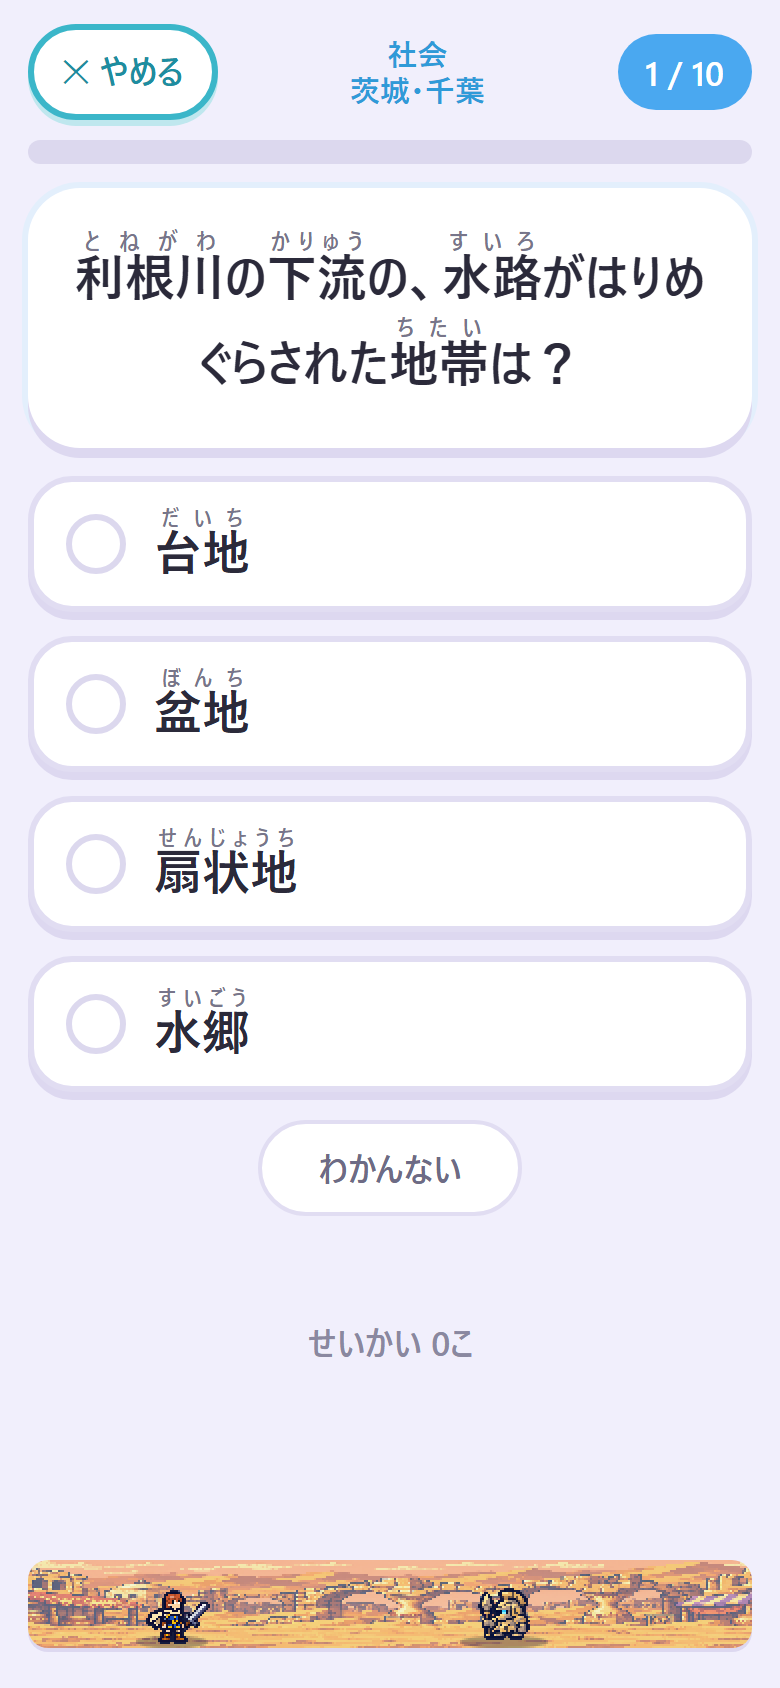 × やめる
社会
茨城・千葉
1 / 10
とねがわ かりゅう すいろ
利根川の下流の、水路がはりめ
ちたい
ぐらされた地帯は？
だいち
台地
ぼんち
盆地
せんじょうち
扇状地
すいごう
水郷
わかんない
せいかい 0こ